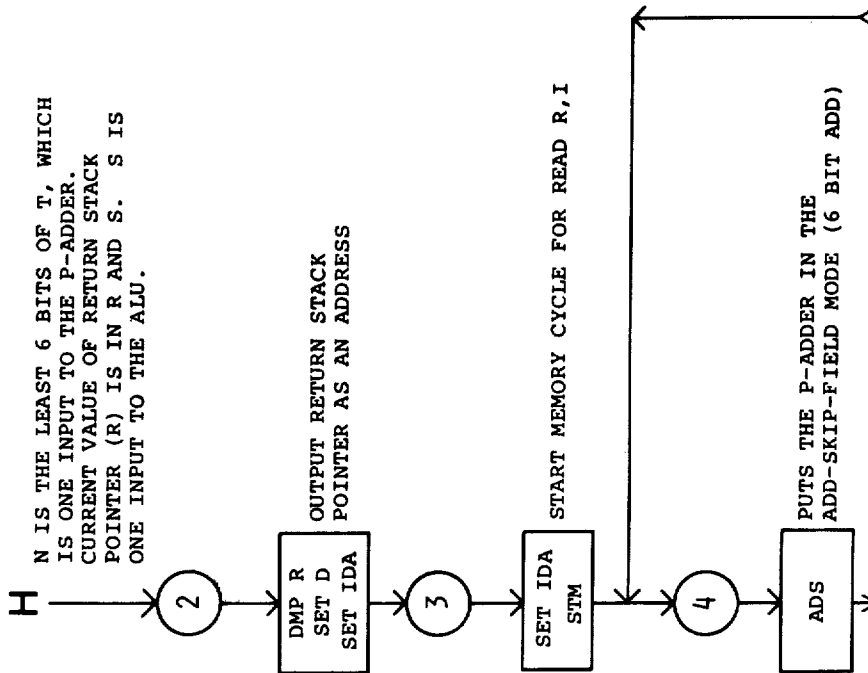 H
N IS THE LEAST 6 BITS OF T, WHICH
IS ONE INPUT TO THE P-ADDER.
CURRENT VALUE OF RETURN STACK
POINTER (R) IS IN R AND S. S IS
ONE INPUT TO THE ALU.
2
DMP R
SET D
SET IDA
OUTPUT RETURN STACK
POINTER AS AN ADDRESS
3
SET IDA
STM
START MEMORY CYCLE FOR READ R,I
4
ADS
PUTS THE P-ADDER IN THE
ADD-SKIP-FIELD MODE (6 BIT ADD)